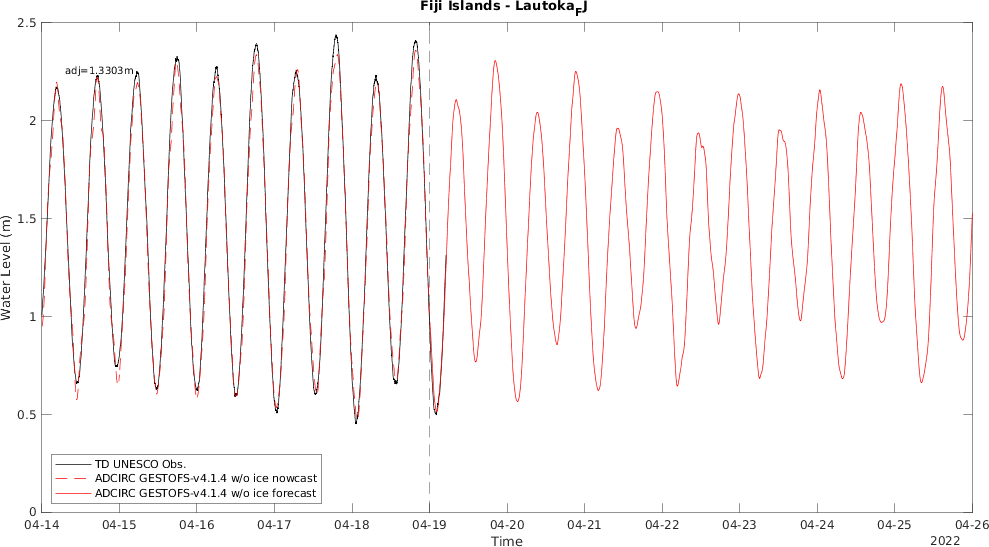 Fiji Islands - Lautoka_FJ
adj=1.3303m
2.5
2
1.5
1
0.5
0
Water Level (m)
TD UNESCO Obs.
ADCIRC GESTOFS-v4.1.4 w/o ice nowcast
ADCIRC GESTOFS-v4.1.4 w/o ice forecast
04-14 04-15 04-16 04-17 04-18 04-19 04-20 04-21 04-22 04-23 04-24 04-25 04-26
Time
2022